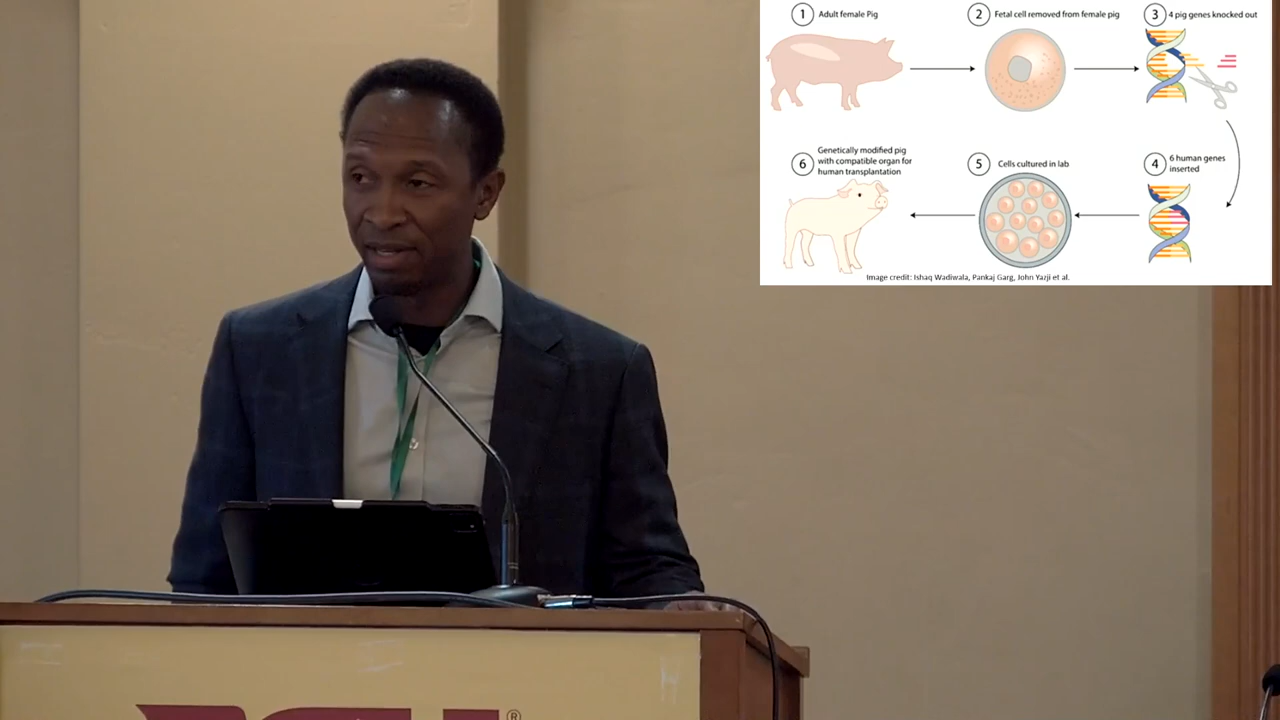 1 Adult female Pig
2 Fetal cell removed from female pig
3 4 pig genes knocked out
6 Genetically modified pig
with compatible organ for
human transplantation
5 Cells cultured in lab
4 6 human genes
inserted
Image credit: Ishaq Wadiwala, Pankaj Garg, John Yazji et al.
®